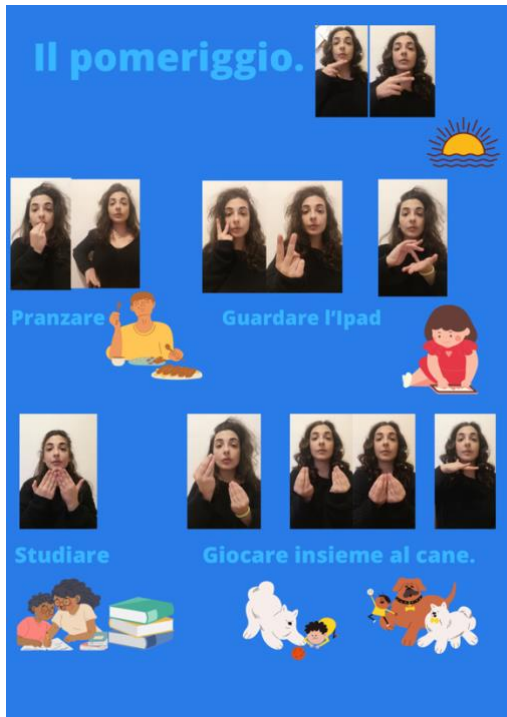 Il pomeriggio.
Pranzare
Guardare l'Ipad
Studiare
Giocare insieme al cane.